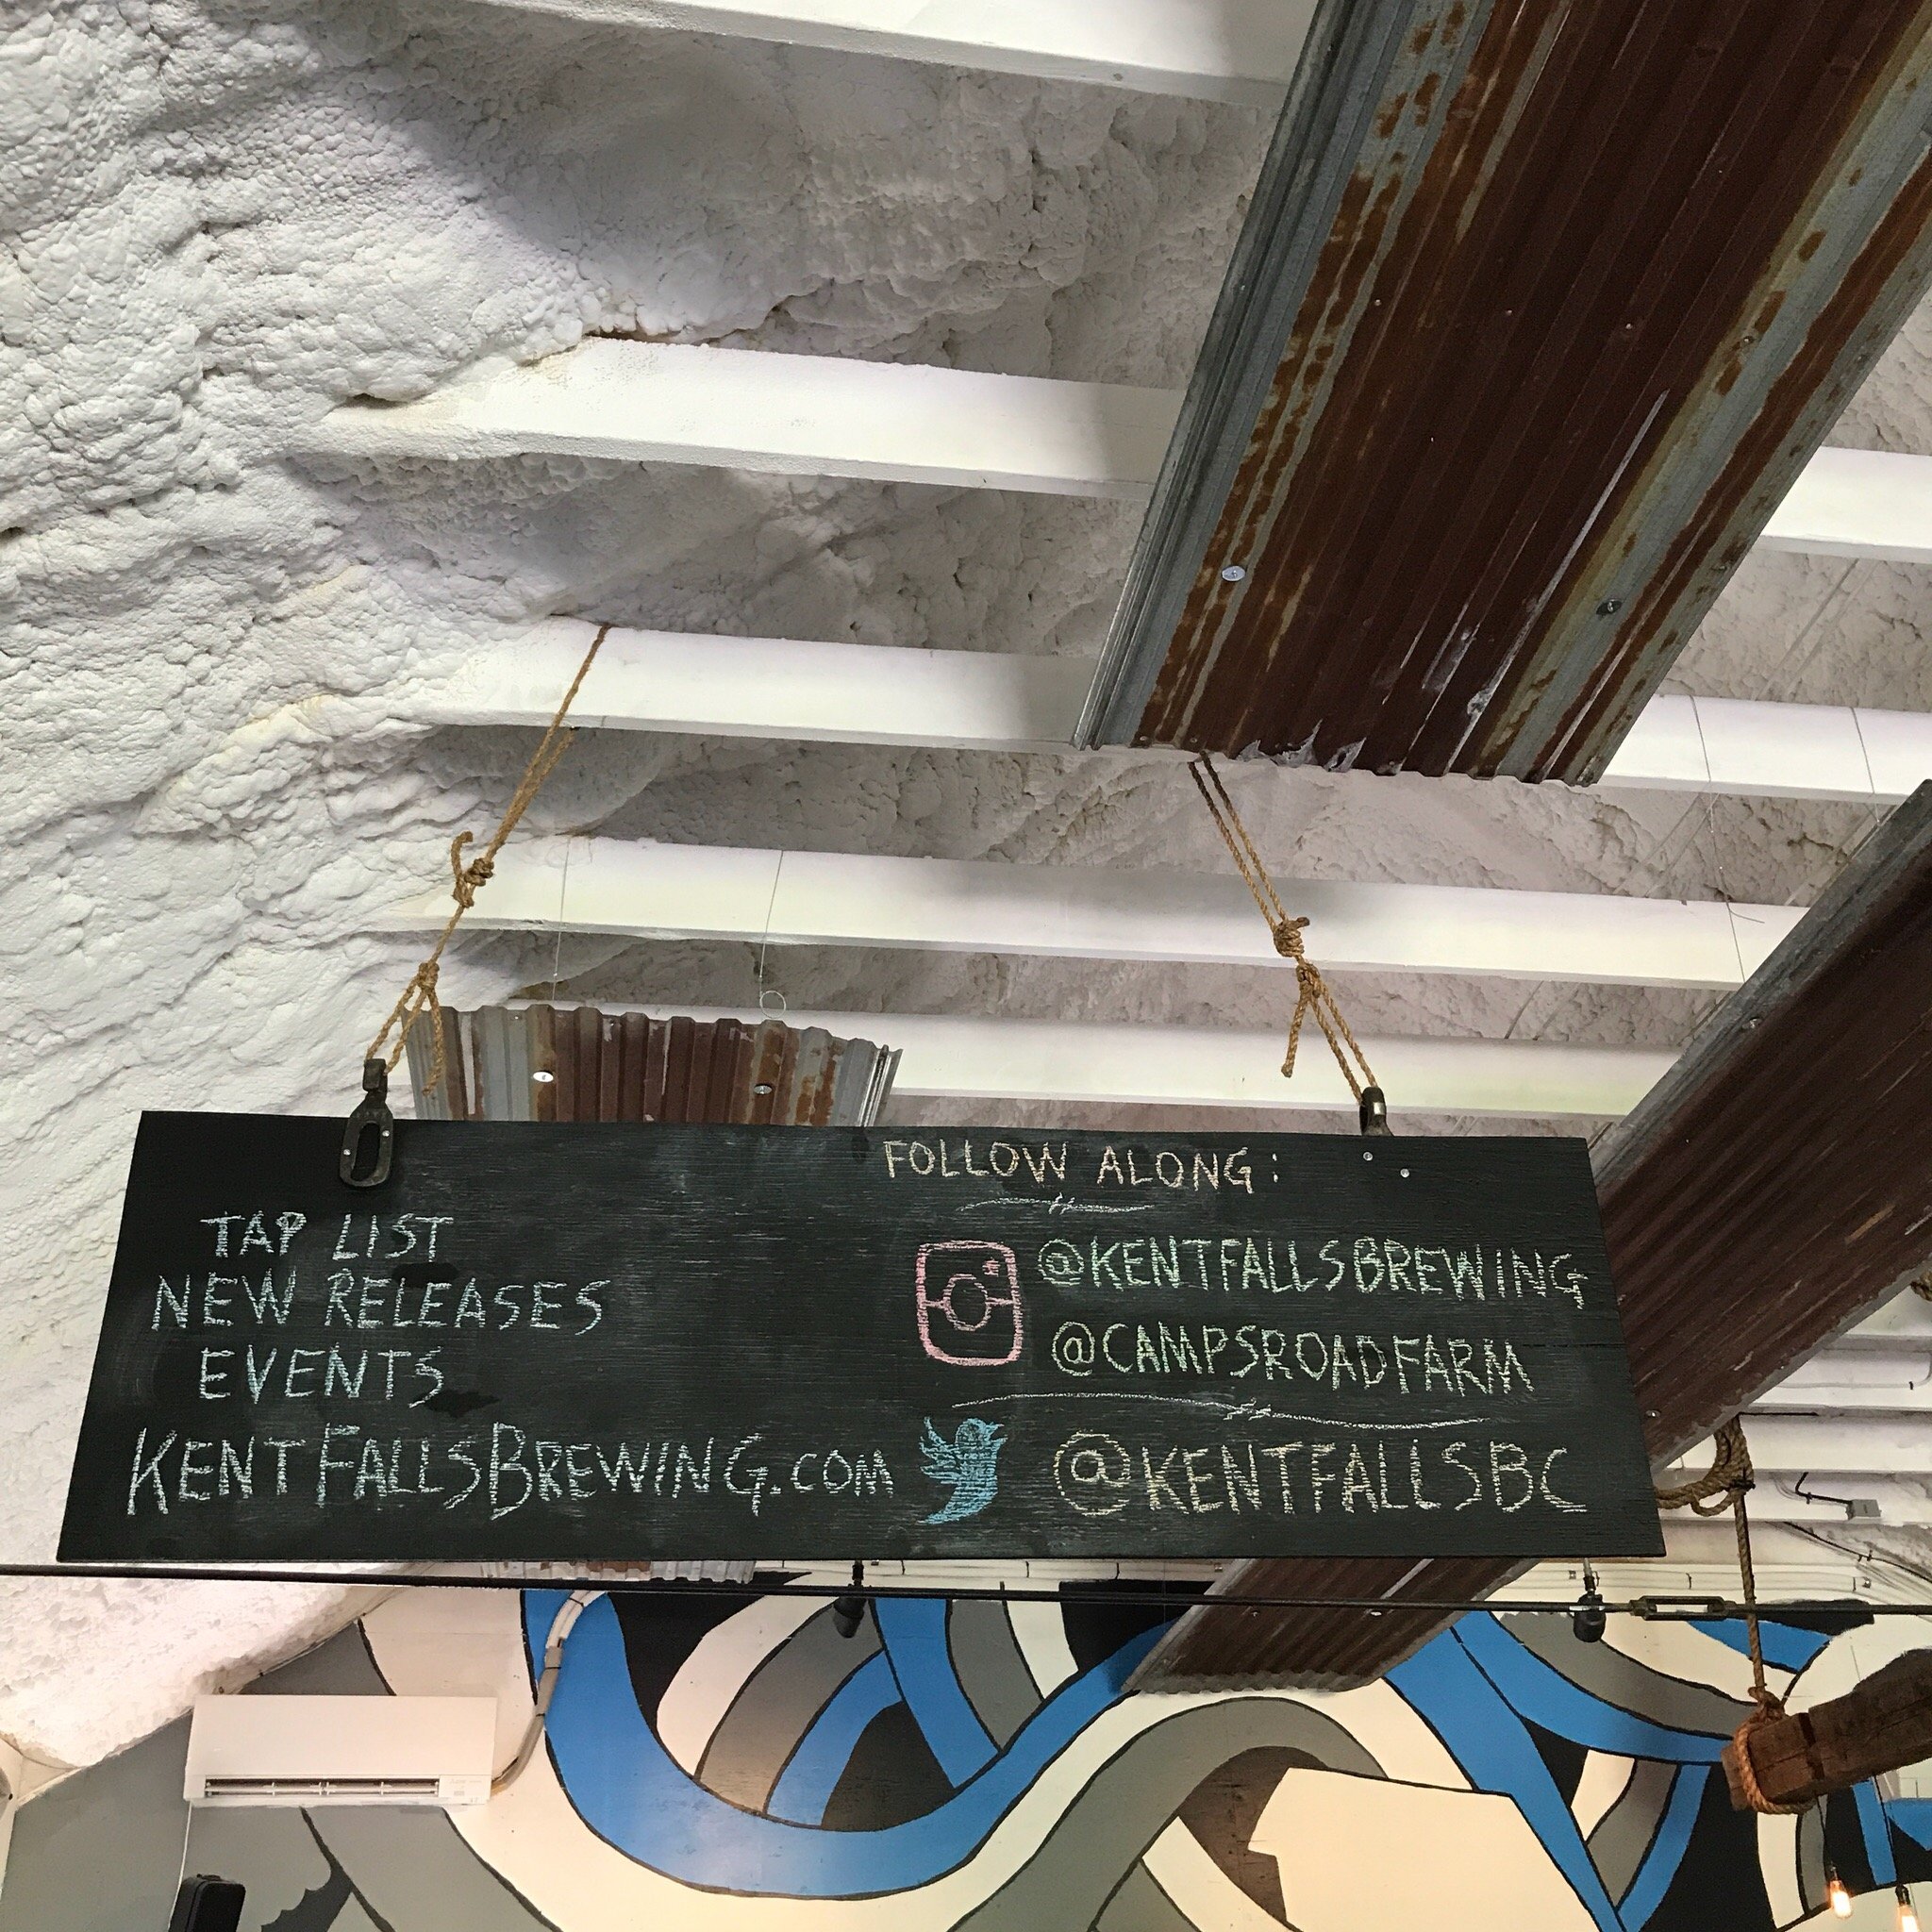 TAP LIST
NEW RELEASES
EVENTS
KENTFALLSBREWING.COM
FOLLOW ALONG:
@KENTFALLSBREWING
@CAMPSROADFARM
@KENTFALLSBC